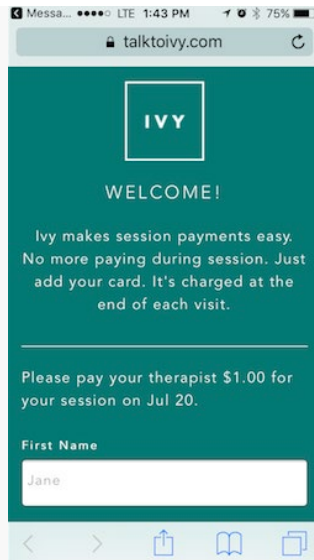 Messa... LTE 1:43 PM 75%
talktoivy.com
IVY
WELCOME!
Ivy makes session payments easy.
No more paying during session. Just
add your card. It's charged at the
end of each visit.
Please pay your therapist $1.00 for
your session on Jul 20.
First Name
Jane